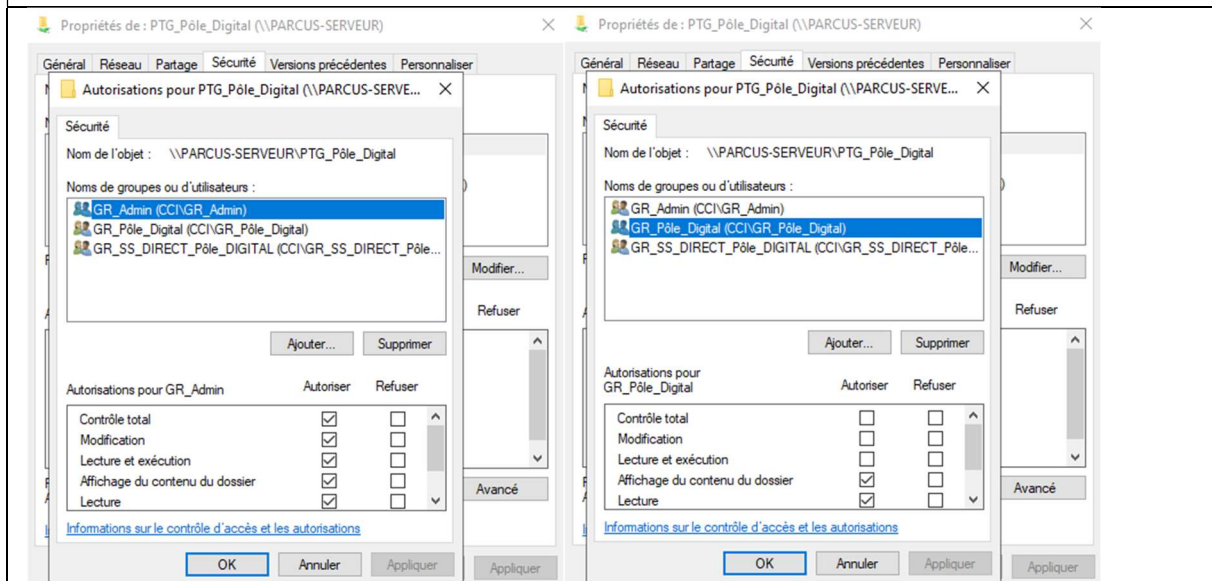 Propriétés de : PTG_Pôle_Digital (\\PARCUS-SERVEUR)
Général Réseau Partage Sécurité Versions précédentes Personnaliser
Autorisations pour PTG_Pôle_Digital (\\PARCUS-SERVE...
Sécurité
Nom de l'objet : \\PARCUS-SERVEUR\PTG_Pôle_Digital
Noms de groupes ou d'utilisateurs :
GR_Admin (CCI\GR_Admin)
GR_Pôle_Digital (CCI\GR_Pôle_Digital)
GR_SS_DIRECT_Pôle_DIGITAL (CCI\GR_SS_DIRECT_Pôle...
Modifier...
Refuser
Ajouter... Supprimer
Autorisations pour GR_Admin Autoriser Refuser
Contrôle total
Modification
Lecture et exécution
Affichage du contenu du dossier
Lecture
Avancé
Informations sur le contrôle d'accès et les autorisations
OK Annuler Appliquer Appliquer
Propriétés de : PTG_Pôle_Digital (\\PARCUS-SERVEUR)
Général Réseau Partage Sécurité Versions précédentes Personnaliser
Autorisations pour PTG_Pôle_Digital (\\PARCUS-SERVE...
Sécurité
Nom de l'objet : \\PARCUS-SERVEUR\PTG_Pôle_Digital
Noms de groupes ou d'utilisateurs :
GR_Admin (CCI\GR_Admin)
GR_Pôle_Digital (CCI\GR_Pôle_Digital)
GR_SS_DIRECT_Pôle_DIGITAL (CCI\GR_SS_DIRECT_Pôle...
Modifier...
Refuser
Ajouter... Supprimer
Autorisations pour
GR_Pôle_Digital Autoriser Refuser
Contrôle total
Modification
Lecture et exécution
Affichage du contenu du dossier
Lecture
Avancé
Informations sur le contrôle d'accès et les autorisations
OK Annuler Appliquer Appliquer